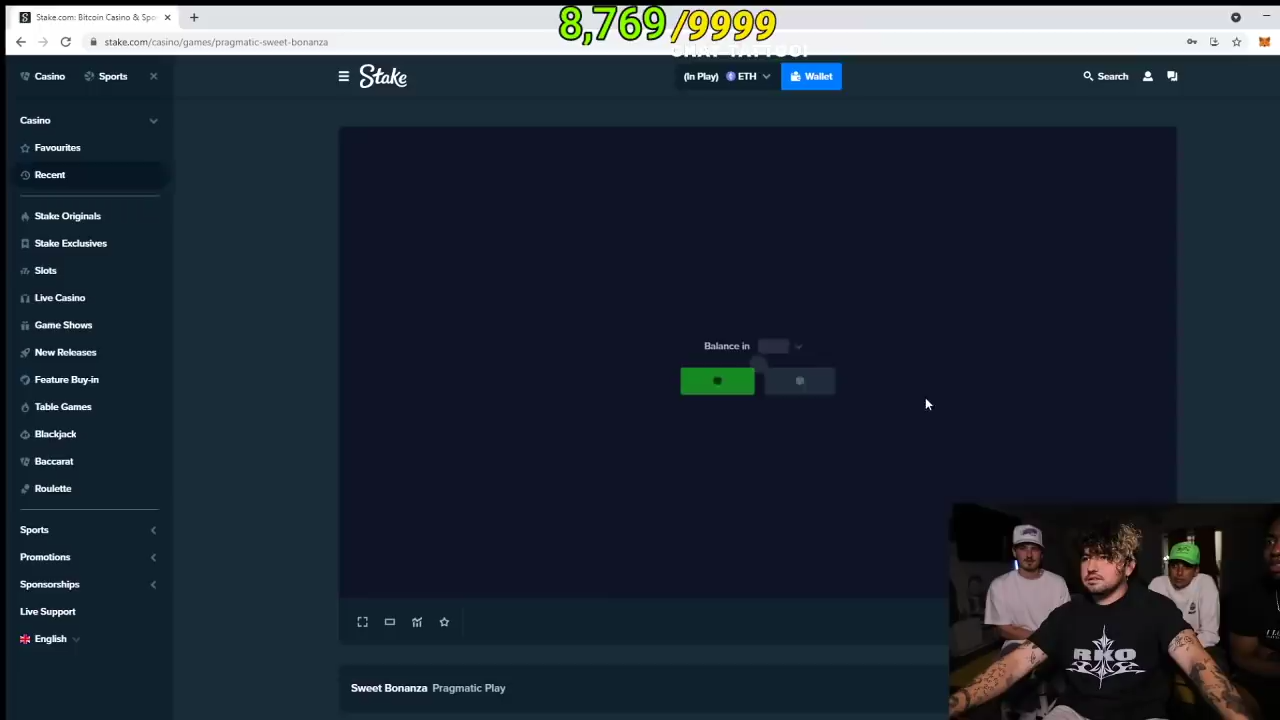 Stake.com: Bitcoin Casino & Spo
8,769/9999
CHAT TATTOO!
stake.com/casino/games/pragmatic-sweet-bonanza
Casino
Sports
Stake
(In Play) ETH
Wallet
Search
Casino
Favourites
Recent
Stake Originals
Stake Exclusives
Slots
Live Casino
Game Shows
New Releases
Feature Buy-in
Table Games
Blackjack
Baccarat
Roulette
Sports
Promotions
Sponsorships
Live Support
English
Balance in
Sweet Bonanza Pragmatic Play
RKO